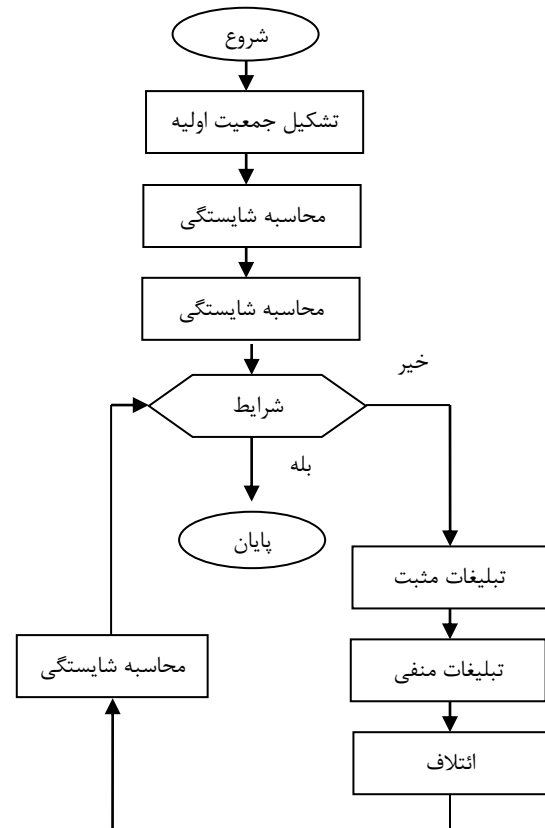 شروع
تشکیل جمعیت اولیه
محاسبه شایستگی
محاسبه شایستگی
خیر
شرایط
بله
پایان
تبلیغات مثبت
تبلیغات منفی
محاسبه شایستگی
ائتلاف